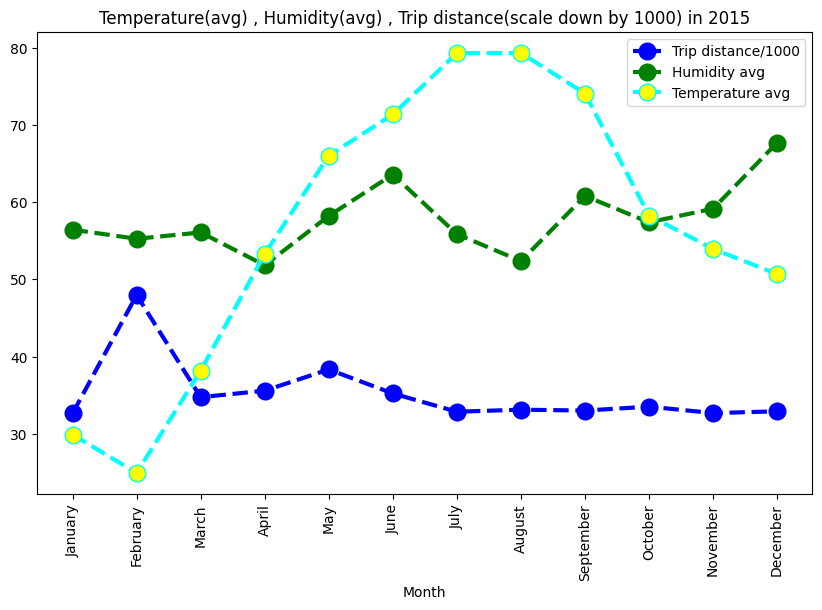 Temperature(avg) , Humidity(avg) , Trip distance(scale down by 1000) in 2015
Trip distance/1000
Humidity avg
Temperature avg
80
70
60
50
40
30
January
February
March
April
May
June
July
August
September
October
November
December
Month